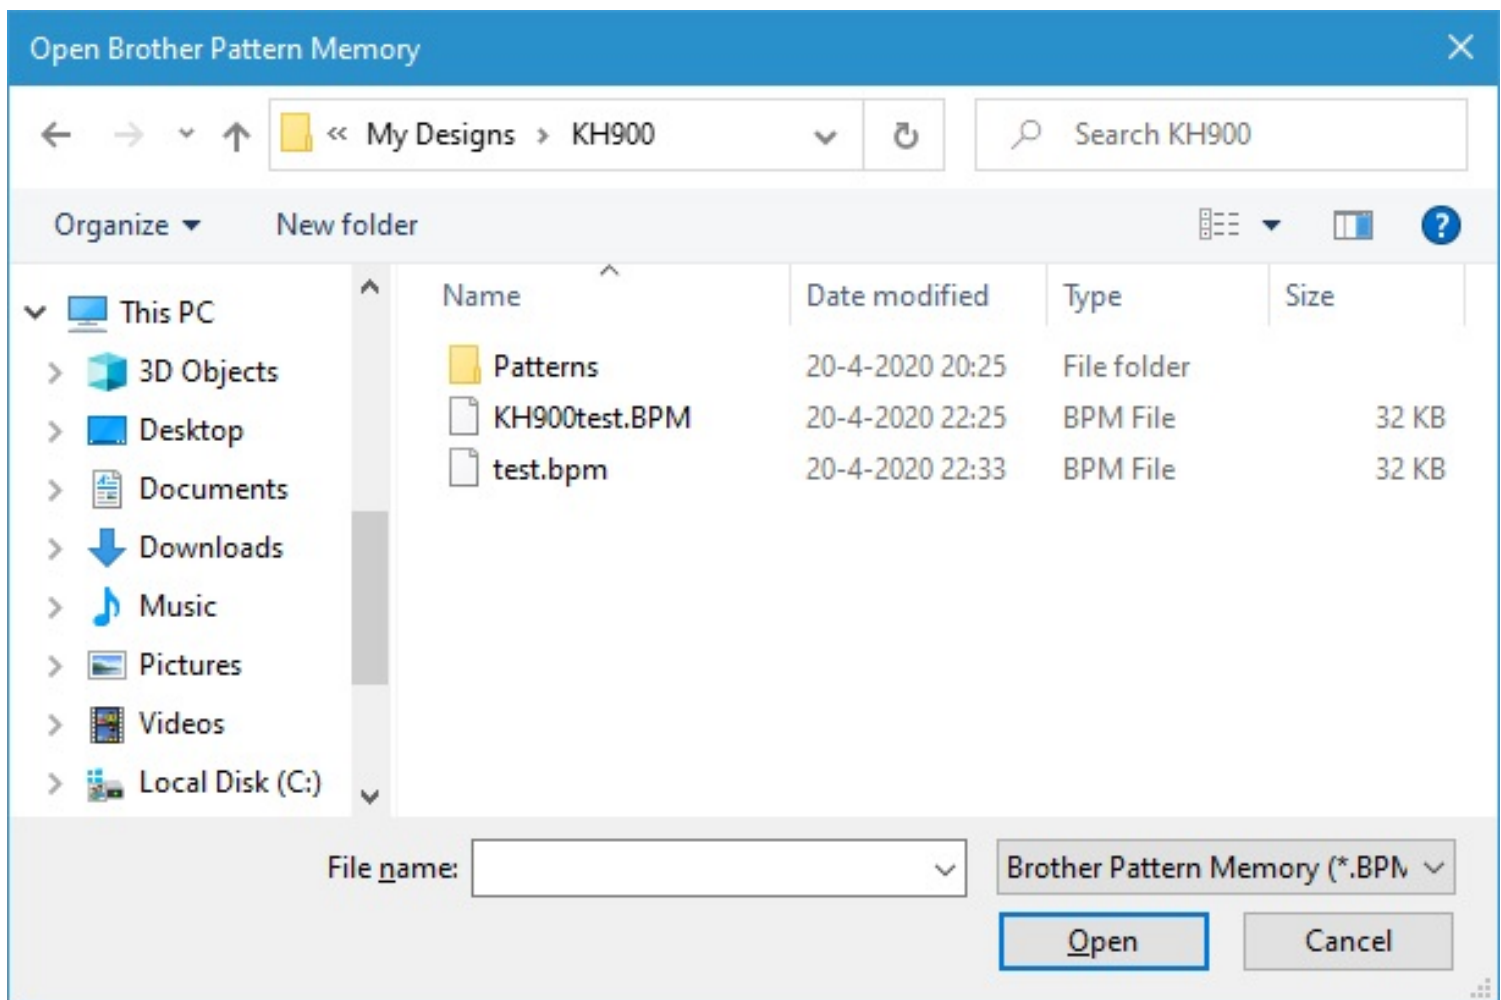 Open Brother Pattern Memory
« My Designs › KH900
Search KH900
Organize
New folder
?
Name Date modified Type Size
This PC
3D Objects
Desktop
Documents
Downloads
Music
Pictures
Videos
Local Disk (C:)
Patterns 20-4-2020 20:25 File folder
KH900test.BPM 20-4-2020 22:25 BPM File 32 KB
test.bpm 20-4-2020 22:33 BPM File 32 KB
File name:
Brother Pattern Memory (*.BPM
Open
Cancel